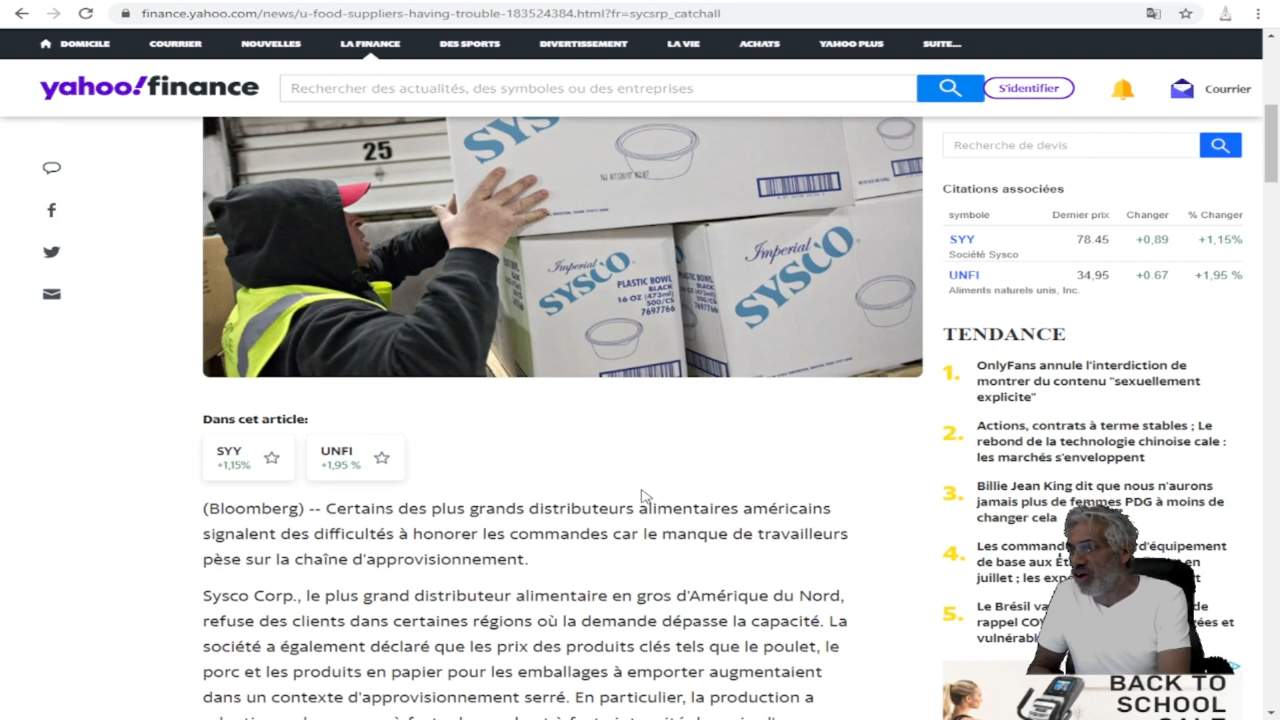 finance.yahoo.com/news/u-food-suppliers-having-trouble-183524384.html?fr=sycsrp_catchall
DOMICILE COURRIER NOUVELLES LA FINANCE DES SPORTS DIVERTISSEMENT LA VIE ACHATS YAHOO PLUS SUITE...
yahoo!finance
Rechercher des actualités, des symboles ou des entreprises
S'identifier
Courrier
25
SYSCO
Imperial
SYSCO
PLASTIC BOWL
BLACK
16 OZ (473ml)
500/CS
7697766
Imperial
SYSCO
Recherche de devis
Citations associées
symbole Dernier prix Changer % Changer
SYY 78.45 +0,89 +1,15%
Société Sysco
UNFI 34,95 +0.67 +1,95 %
Aliments naturels unis, Inc.
TENDANCE
1. OnlyFans annule l'interdiction de
montrer du contenu "sexuellement
explicite"
2. Actions, contrats à terme stables ; Le
rebond de la technologie chinoise cale :
les marchés s'enveloppent
3. Billie Jean King dit que nous n'aurons
jamais plus de femmes PDG à moins de
changer cela
4. Les d'équipement
de base aux en
juillet ; les
5. Le Brésil de
rappel et
BACK TO
SCHOOL
Dans cet article:
SYY
+1,15%
UNFI
+1,95 %
(Bloomberg) -- Certains des plus grands distributeurs alimentaires américains
signalent des difficultés à honorer les commandes car le manque de travailleurs
pèse sur la chaîne d'approvisionnement.
Sysco Corp., le plus grand distributeur alimentaire en gros d'Amérique du Nord,
refuse des clients dans certaines régions où la demande dépasse la capacité. La
société a également déclaré que les prix des produits clés tels que le poulet, le
porc et les produits en papier pour les emballages à emporter augmentaient
dans un contexte d'approvisionnement serré. En particulier, la production a